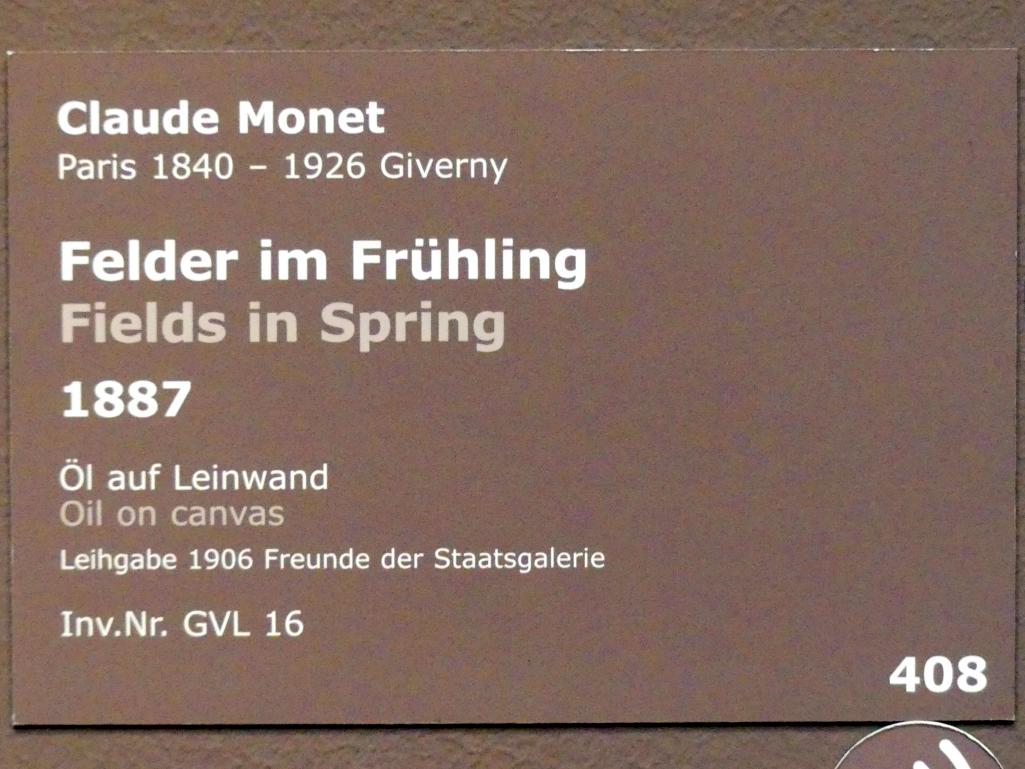 Claude Monet
Paris 1840 – 1926 Giverny
Felder im Frühling
Fields in Spring
1887
Öl auf Leinwand
Oil on canvas
Leihgabe 1906 Freunde der Staatsgalerie
Inv.Nr. GVL 16
408